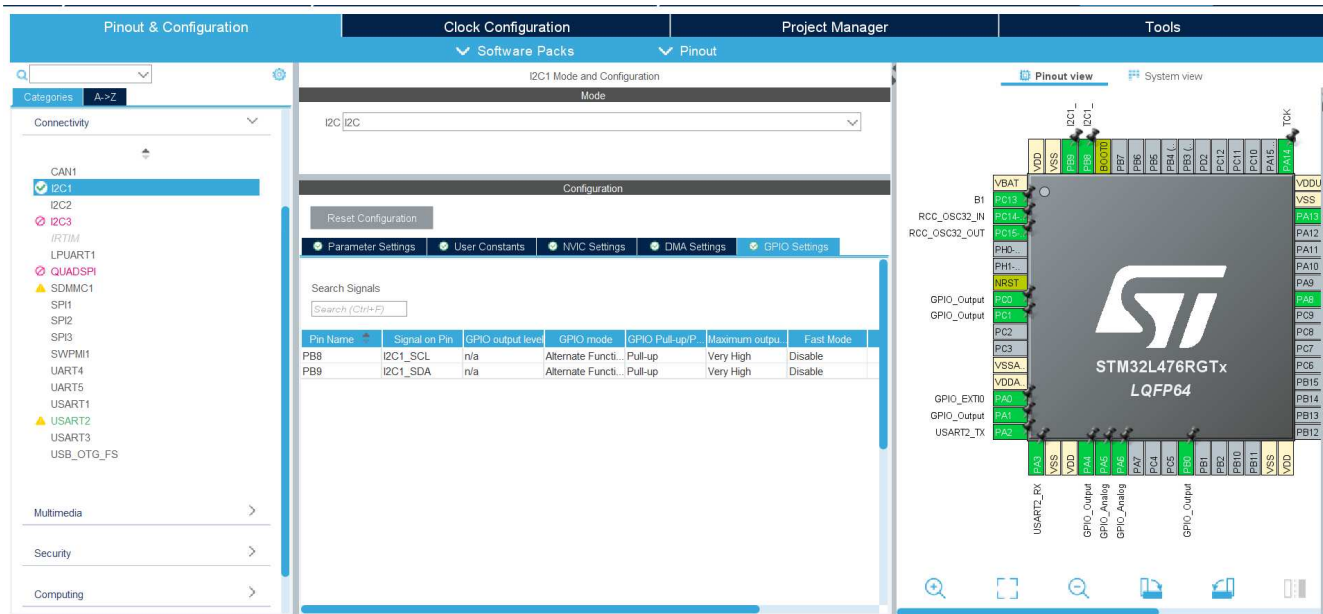 Pinout & Configuration
Clock Configuration
Project Manager
Tools
Software Packs
Pinout
Categories
A->Z
Connectivity
CAN1
I2C1
I2C2
I2C3
IRTIM
LPUART1
QUADSPI
SDMMC1
SPI1
SPI2
SPI3
SWPMI1
UART4
UART5
USART1
USART2
USART3
USB_OTG_FS
Multimedia
Security
Computing
I2C1 Mode and Configuration
Mode
I2C I2C
Configuration
Reset Configuration
Parameter Settings
User Constants
NVIC Settings
DMA Settings
GPIO Settings
Search Signals
Search (Ctrl+F)
Pin Name Signal on Pin GPIO output level GPIO mode GPIO Pull-up/P... Maximum outpu... Fast Mode
PB8 I2C1_SCL n/a Alternate Functi... Pull-up Very High Disable
PB9 I2C1_SDA n/a Alternate Functi... Pull-up Very High Disable
Pinout view
System view
I2C1_
I2C1_
TCK
VDD
VSS
PB9
PB8
BOOT0
PB7
PB6
PB5
PB4 (...
PB3 (...
PD2
PC12
PC11
PC10
PA15...
PA14...
VBAT
B1 PC13...
RCC_OSC32_IN PC14-...
RCC_OSC32_OUT PC15-...
PH0-...
PH1-...
NRST
GPIO_Output PC0
GPIO_Output PC1
PC2
PC3
VSSA...
VDDA...
GPIO_EXTI0 PA0
GPIO_Output PA1
USART2_TX PA2
STM32L476RGTx
LQFP64
VDDU
VSS
PA13
PA12
PA11
PA10
PA9
PA8
PC9
PC8
PC7
PC6
PB15
PB14
PB13
PB12
PA3
VSS
VDD
PA4
PA5
PA6
PA7
PC4
PC5
PB0
PB1
PB2
PB10
PB11
VSS
VDD
USART2_RX
GPIO_Output
GPIO_Analog
GPIO_Analog
GPIO_Output